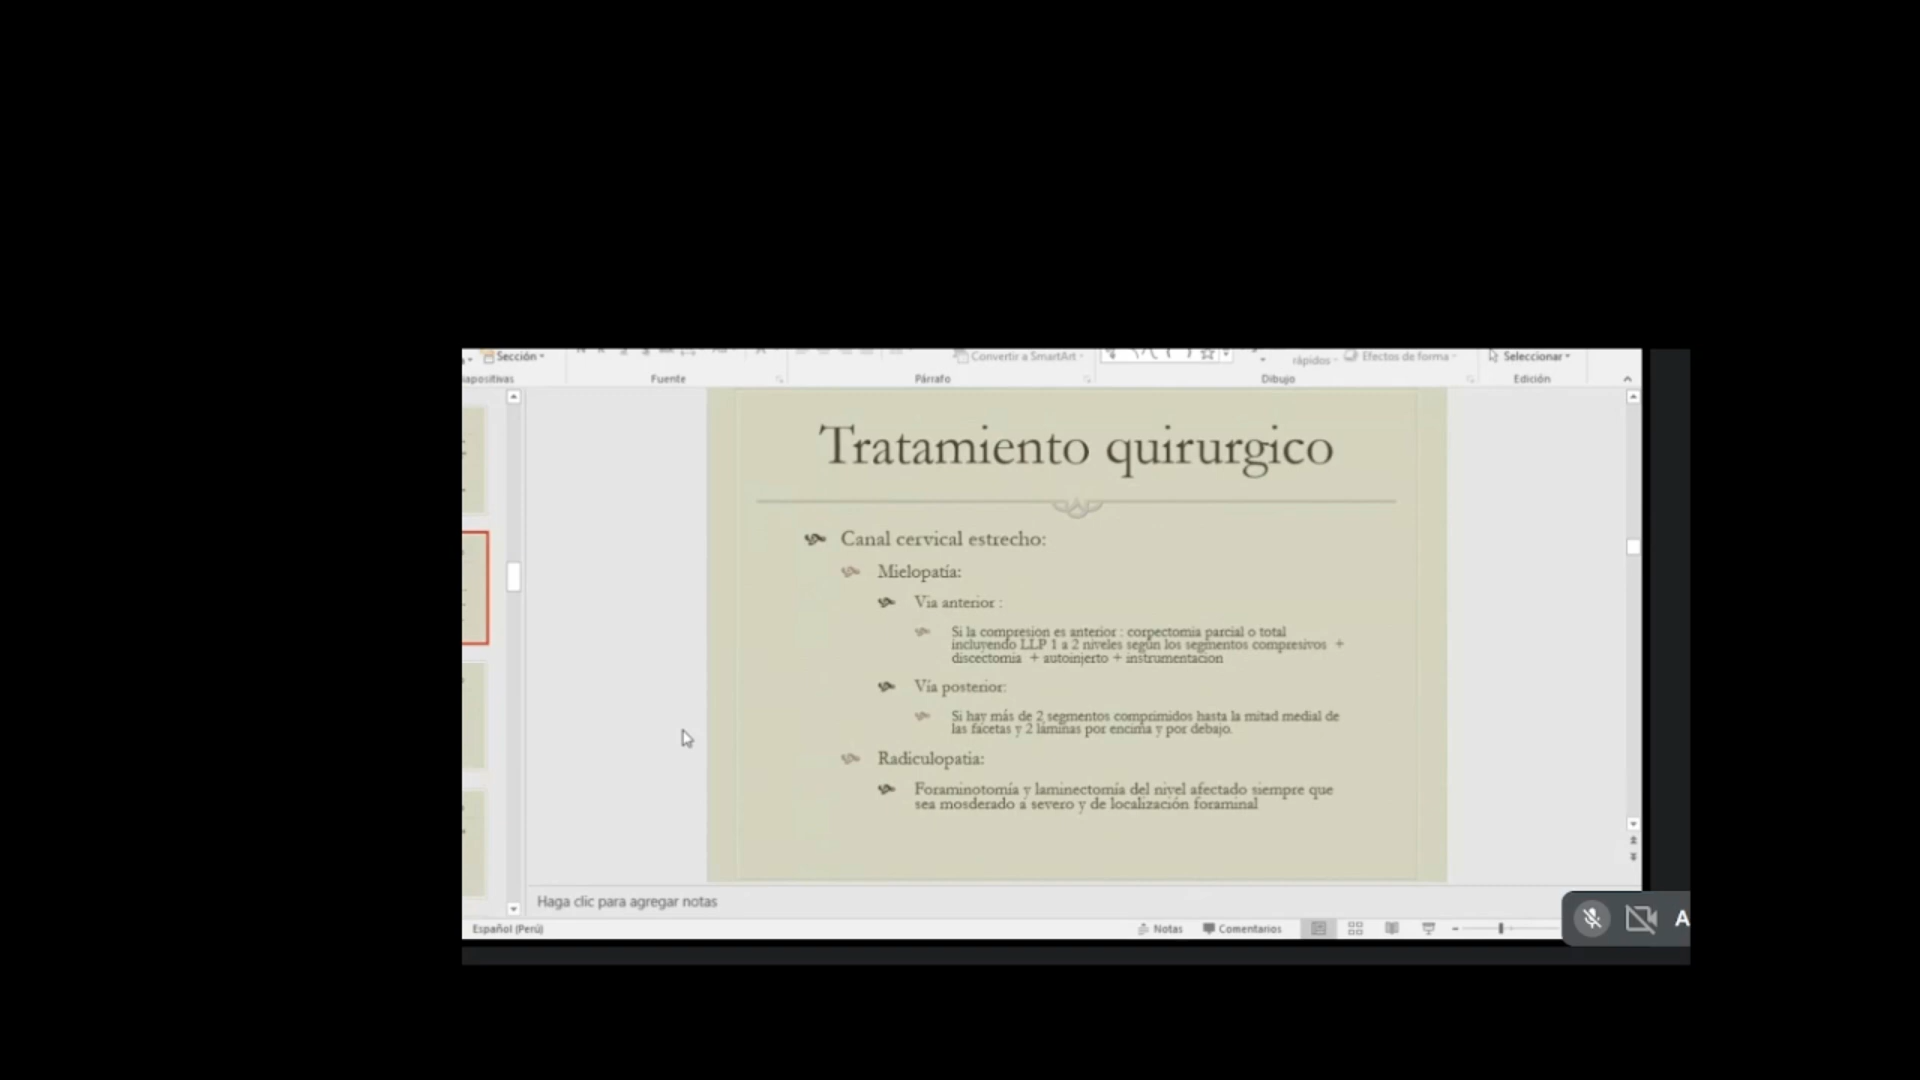 Sección
Convertir a SmartArt
rápidos
Efectos de forma
Seleccionar
iapositivas
Fuente
Párrafo
Dibujo
Edición
Tratamiento quirurgico
Canal cervical estrecho:
Mielopatía:
Via anterior :
Si la compresion es anterior : corpectomia parcial o total
incluyendo LLP 1 a 2 niveles según los segmentos compresivos +
discectomia + autoinjerto + instrumentacion
Vía posterior:
Si hay más de 2 segmentos comprimidos hasta la mitad medial de
las facetas y 2 láminas por encima y por debajo.
Radiculopatia:
Foraminotomía y laminectomía del nivel afectado siempre que
sea mosderado a severo y de localización foraminal
Haga clic para agregar notas
Español (Perú)
Notas
Comentarios
A